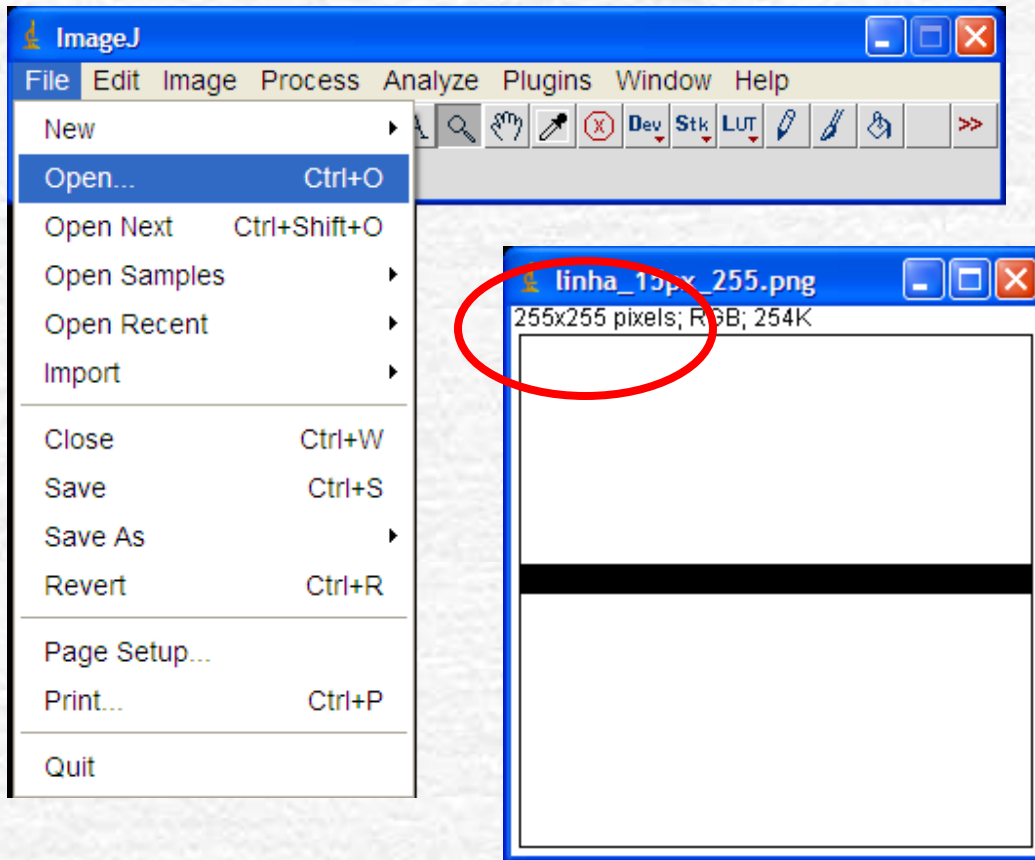 ImageJ
File Edit Image Process Analyze Plugins Window Help
Dev Stk LUT >>
New
Open... Ctrl+O
Open Next Ctrl+Shift+O
Open Samples
Open Recent
Import
Close Ctrl+W
Save Ctrl+S
Save As
Revert Ctrl+R
Page Setup...
Print... Ctrl+P
Quit
linha_15px_255.png
255x255 pixels; RGB; 254K